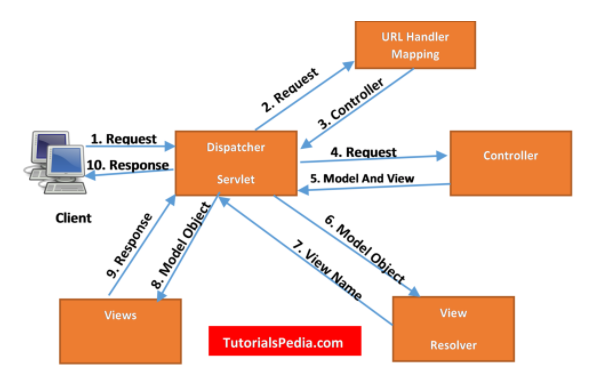 URL Handler
Mapping
2. Request
3. Controller
1. Request
10. Response
Dispatcher
Servlet
4. Request
5. Model And View
Controller
Client
9. Response
8. Model Object
7. View Name
6. Model Object
Views
TutorialsPedia.com
View
Resolver